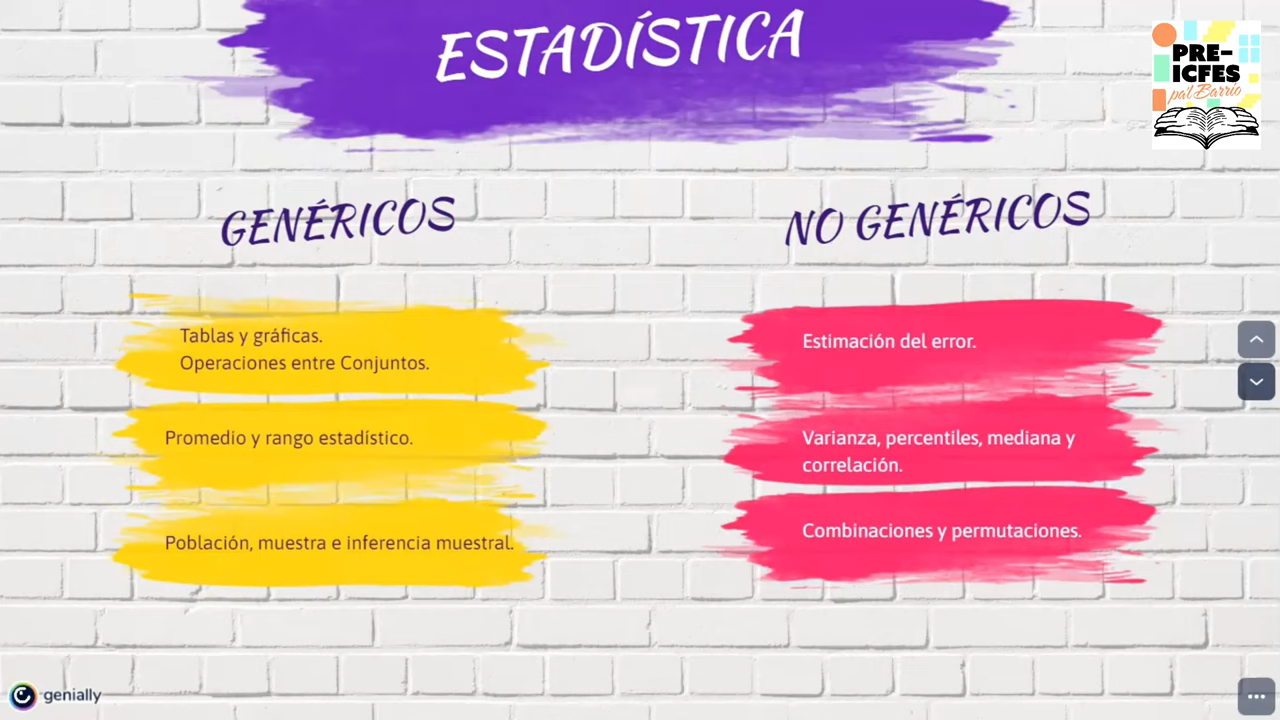 ESTADÍSTICA
PRE-
ICFES
pa'l Barrio
GENÉRICOS
NO GENÉRICOS
Tablas y gráficas.
Operaciones entre Conjuntos.
Promedio y rango estadístico.
Población, muestra e inferencia muestral.
Estimación del error.
Varianza, percentiles, mediana y
correlación.
Combinaciones y permutaciones.
genially